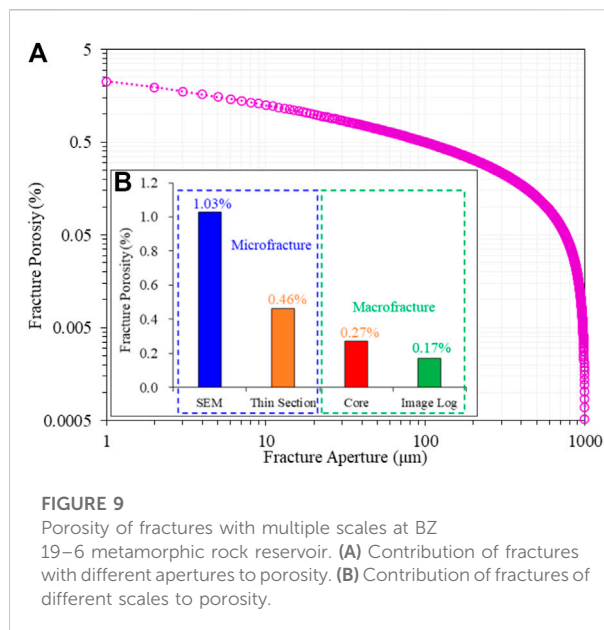 A
5
0.5
0.05
0.005
0.0005
Fracture Porosiy (%)
1
10
100
1000
Fracture Aperture (μm)
B
1.2
1.0
0.8
0.6
0.4
0.2
0.0
Fracture Porosity (%)
1.03%
Microfracture
0.46%
Macrofracture
0.27%
0.17%
SEM
Thin Section
Core
Image Log
FIGURE 9
Porosity of fractures with multiple scales at BZ
19–6 metamorphic rock reservoir. (A) Contribution of fractures
with different apertures to porosity. (B) Contribution of fractures of
different scales to porosity.